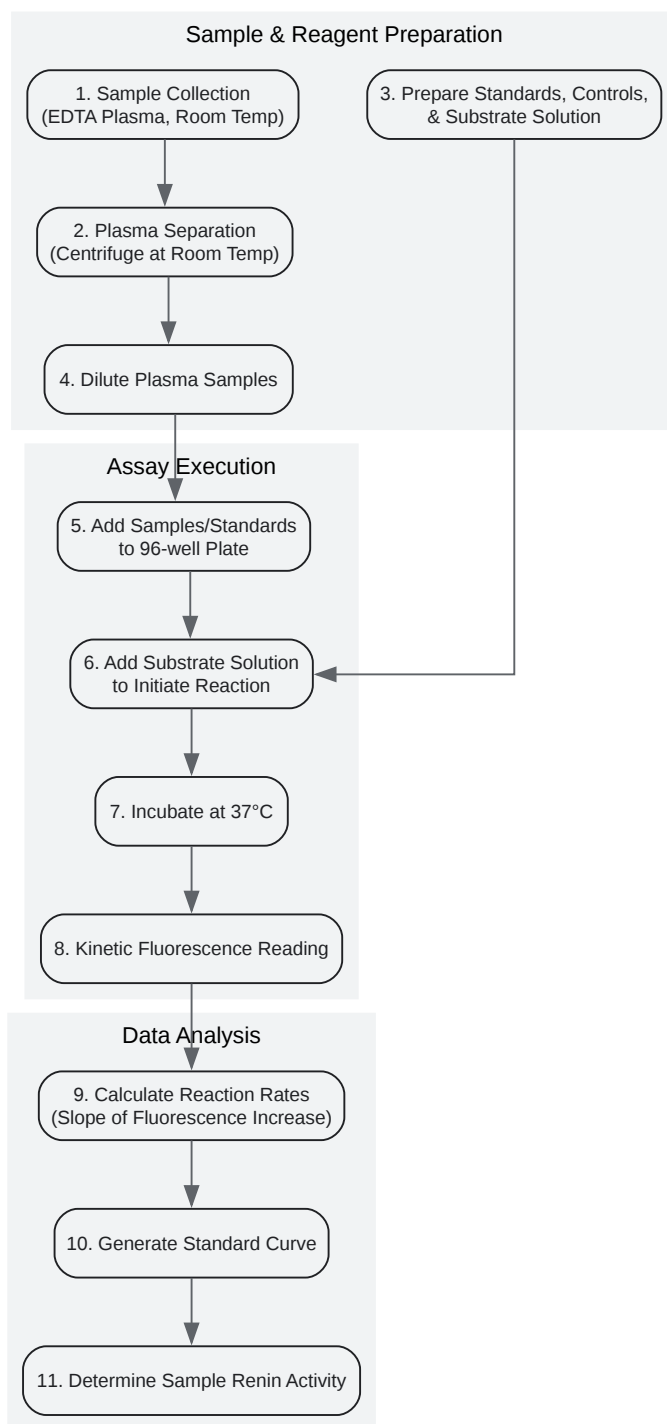 Sample & Reagent Preparation
1. Sample Collection
(EDTA Plasma, Room Temp)
3. Prepare Standards, Controls,
& Substrate Solution
2. Plasma Separation
(Centrifuge at Room Temp)
4. Dilute Plasma Samples
Assay Execution
5. Add Samples/Standards
to 96-well Plate
6. Add Substrate Solution
to Initiate Reaction
7. Incubate at 37°C
8. Kinetic Fluorescence Reading
Data Analysis
9. Calculate Reaction Rates
(Slope of Fluorescence Increase)
10. Generate Standard Curve
11. Determine Sample Renin Activity